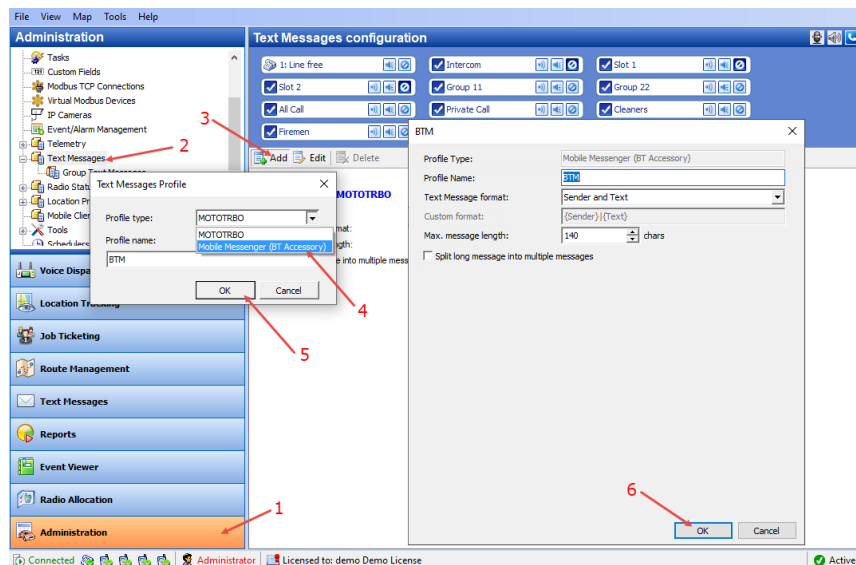 File View Map Tools Help
Administration
Text Messages configuration
Tasks
Custom Fields
Modbus TCP Connections
Virtual Modbus Devices
IP Cameras
Event/Alarm Management
Telemetry
Text Messages
Group Text Messages
Tools
Schedulers
1: Line free
Intercom
Slot 1
Slot 2
Group 11
Group 22
All Call
Private Call
Cleaners
Firemen
3
2
Add Edit Delete
MOTOTRBO
Text Messages Profile
Profile type:
MOTOTRBO
MOTOTRBO
Mobile Messenger (BT Accessory)
Profile name:
BTM
OK Cancel
4
5
BTM
Profile Type: Mobile Messenger (BT Accessory)
Profile Name: BTM
Text Message format: Sender and Text
Custom format: {Sender}|{Text}
Max. message length: 140 chars
Split long message into multiple messages
6
OK Cancel
Voice Dispa
Location Tracking
Job Ticketing
Route Management
Text Messages
Reports
Event Viewer
Radio Allocation
1
Administration
Connected Administrator Licensed to: demo Demo License Active